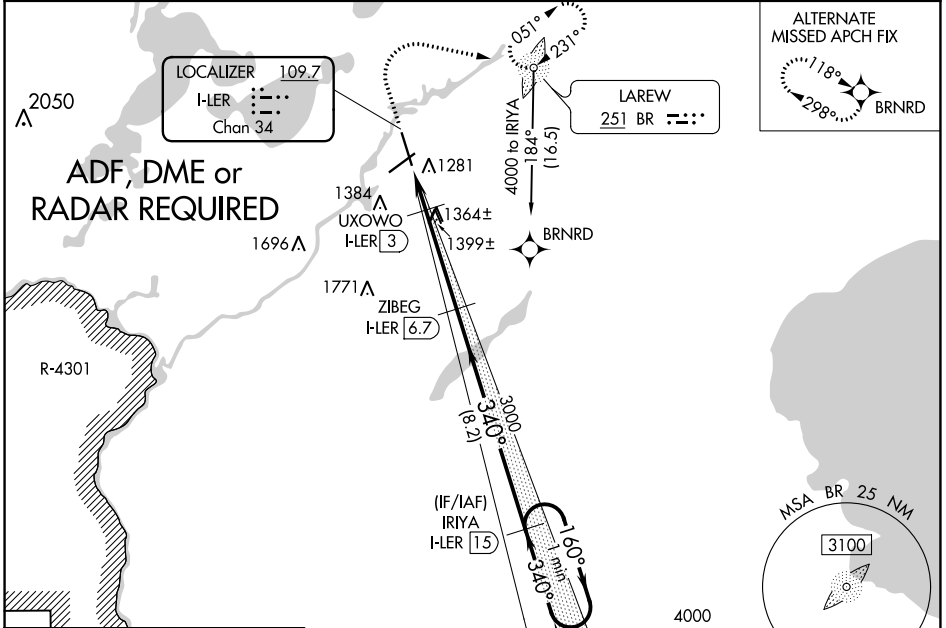 2050
LOCALIZER 109.7
I-LER
Chan 34
ADF, DME or
RADAR REQUIRED
051°
231°
LAREW
251 BR
4000 to IRIYA
184°
(16.5)
BRNRD
ALTERNATE
MISSED APCH FIX
118°
298°
BRNRD
1281
1384
UXOWO
I-LER 3
1364±
1399±
1696
1771
ZIBEG
I-LER 6.7
R-4301
340°
3000
(8.2)
(IF/IAF)
IRIYA
I-LER 15
340°
1 min
160°
4000
MSA BR 25 NM
3100